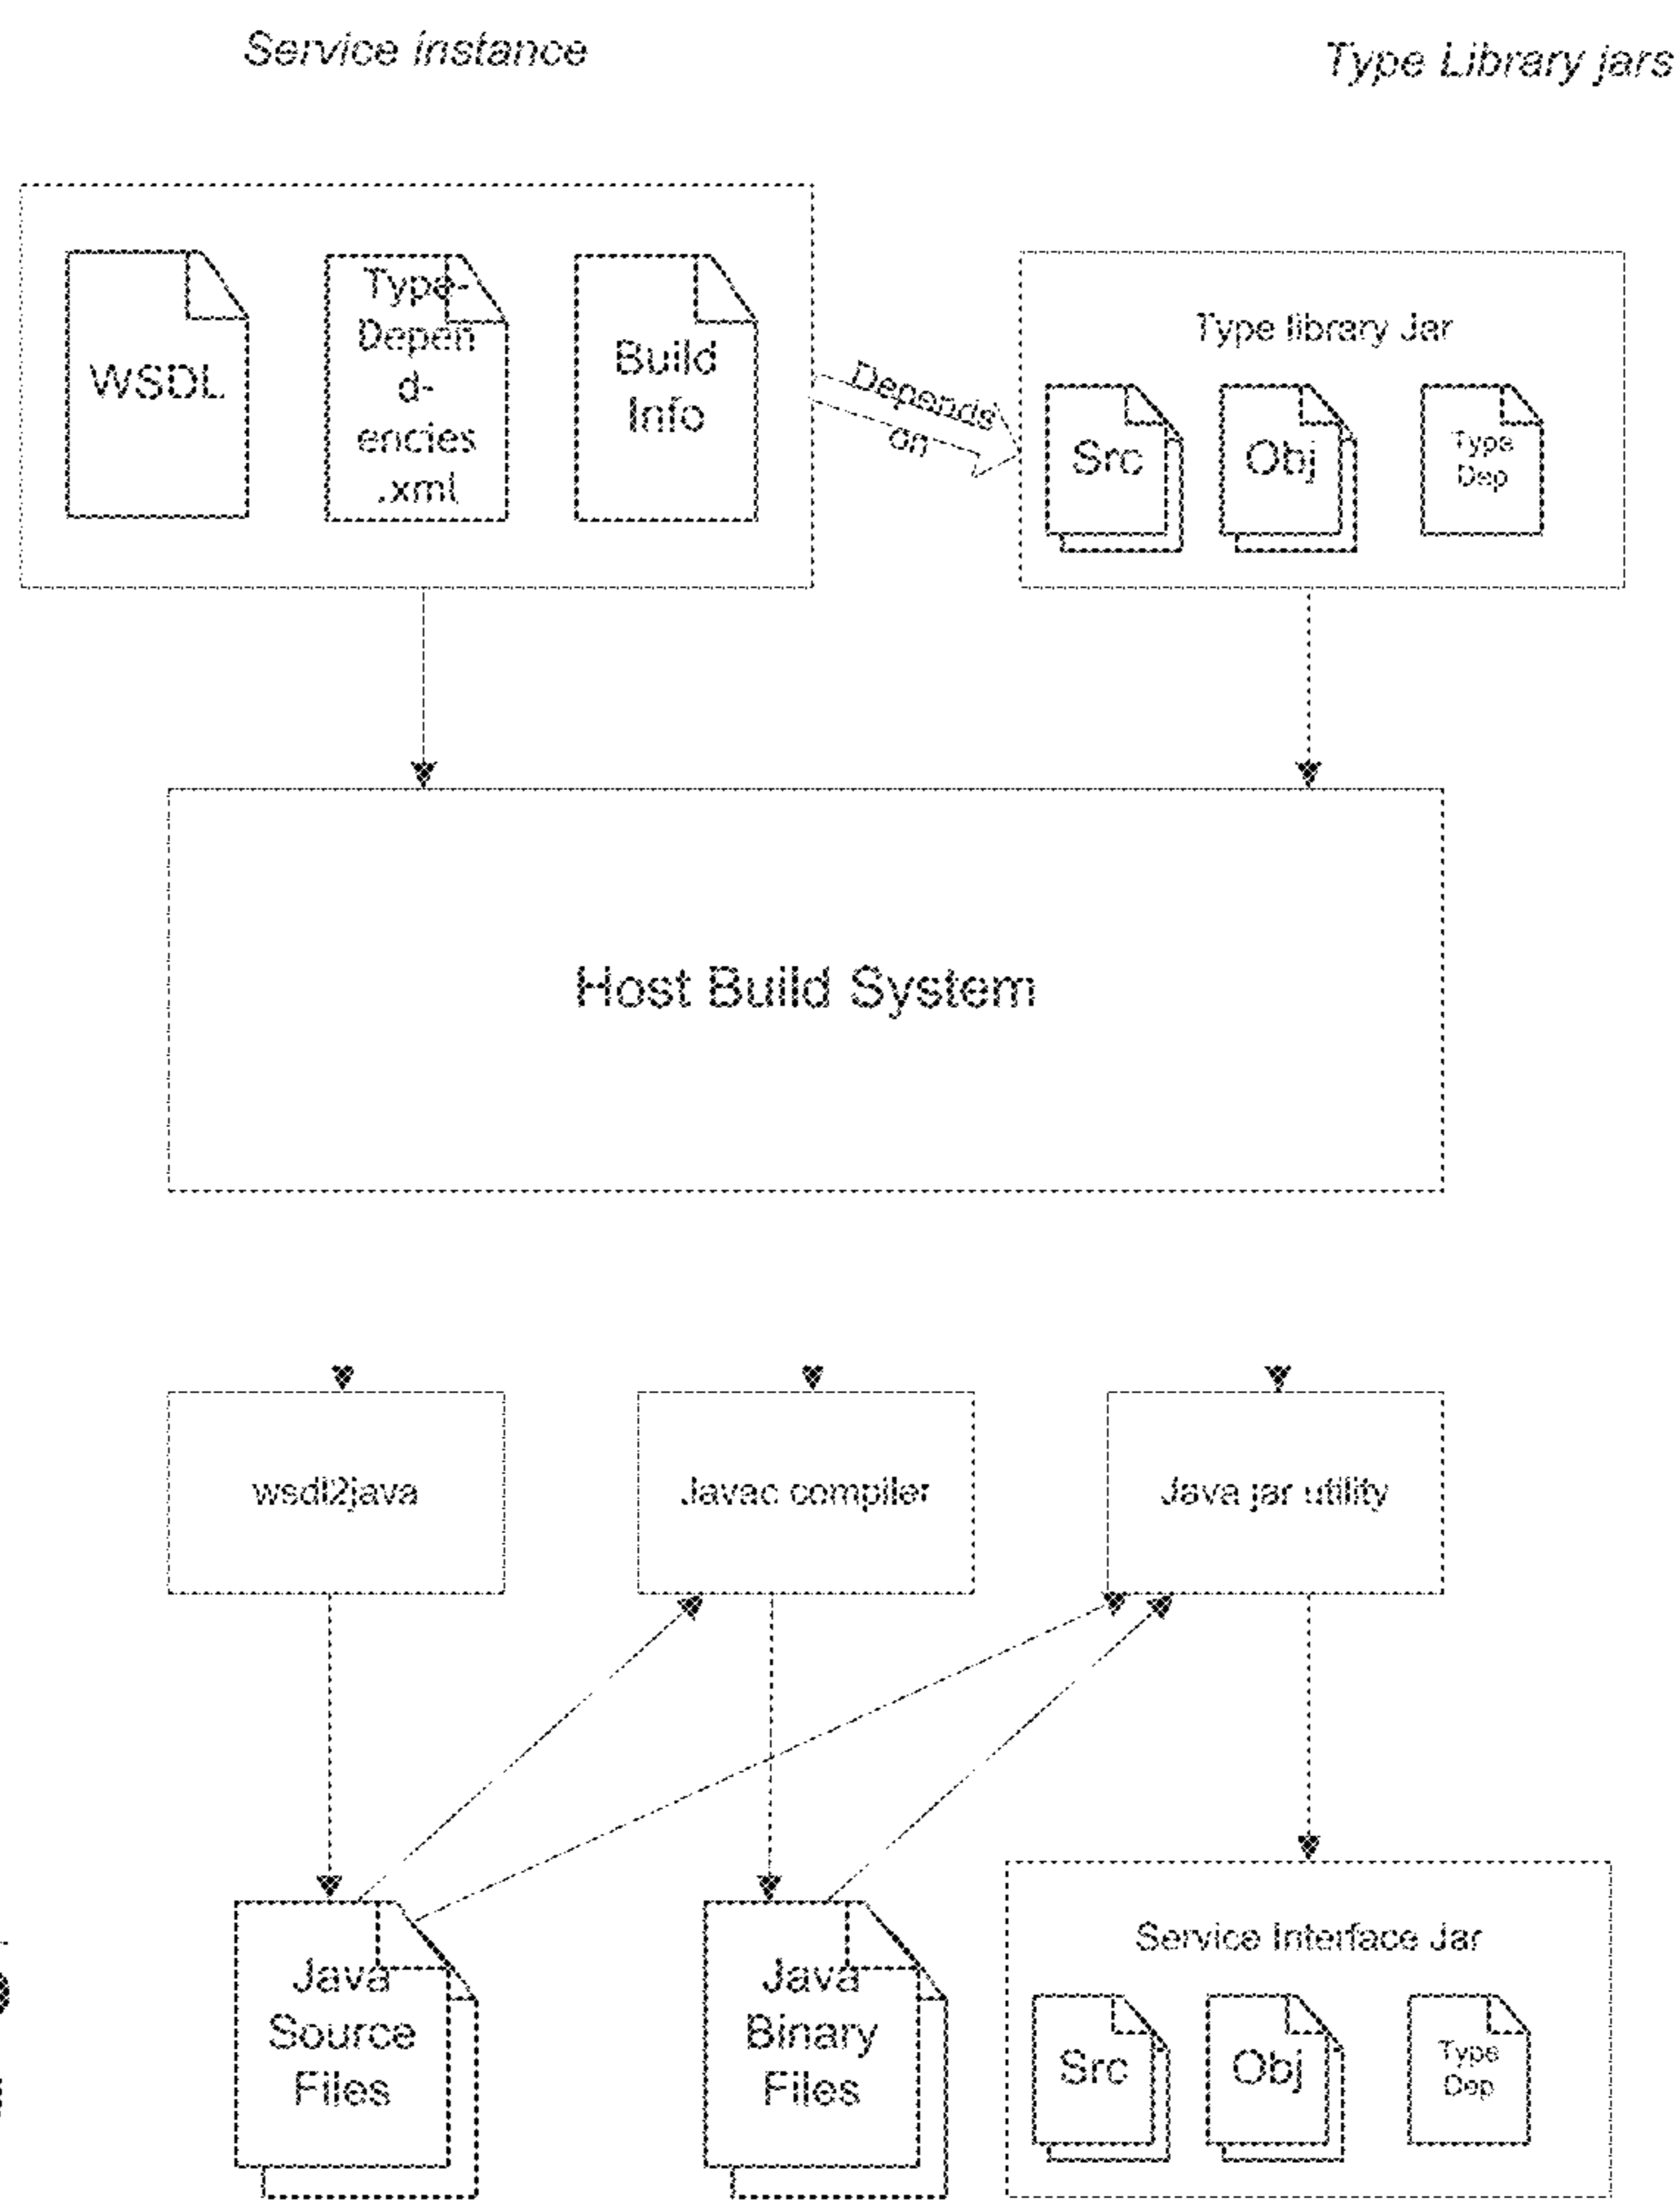 Service instance
Type Library jars
WSDL
Type-
Depen
d-
encies
.xml
Build
Info
Depends
on
Type library Jar
Src
Obj
Type
Dep
Host Build System
wsdl2java
Javac compiler
Java jar utility
Java
Source
Files
Java
Binary
Files
Service Interface Jar
Src
Obj
Type
Dep